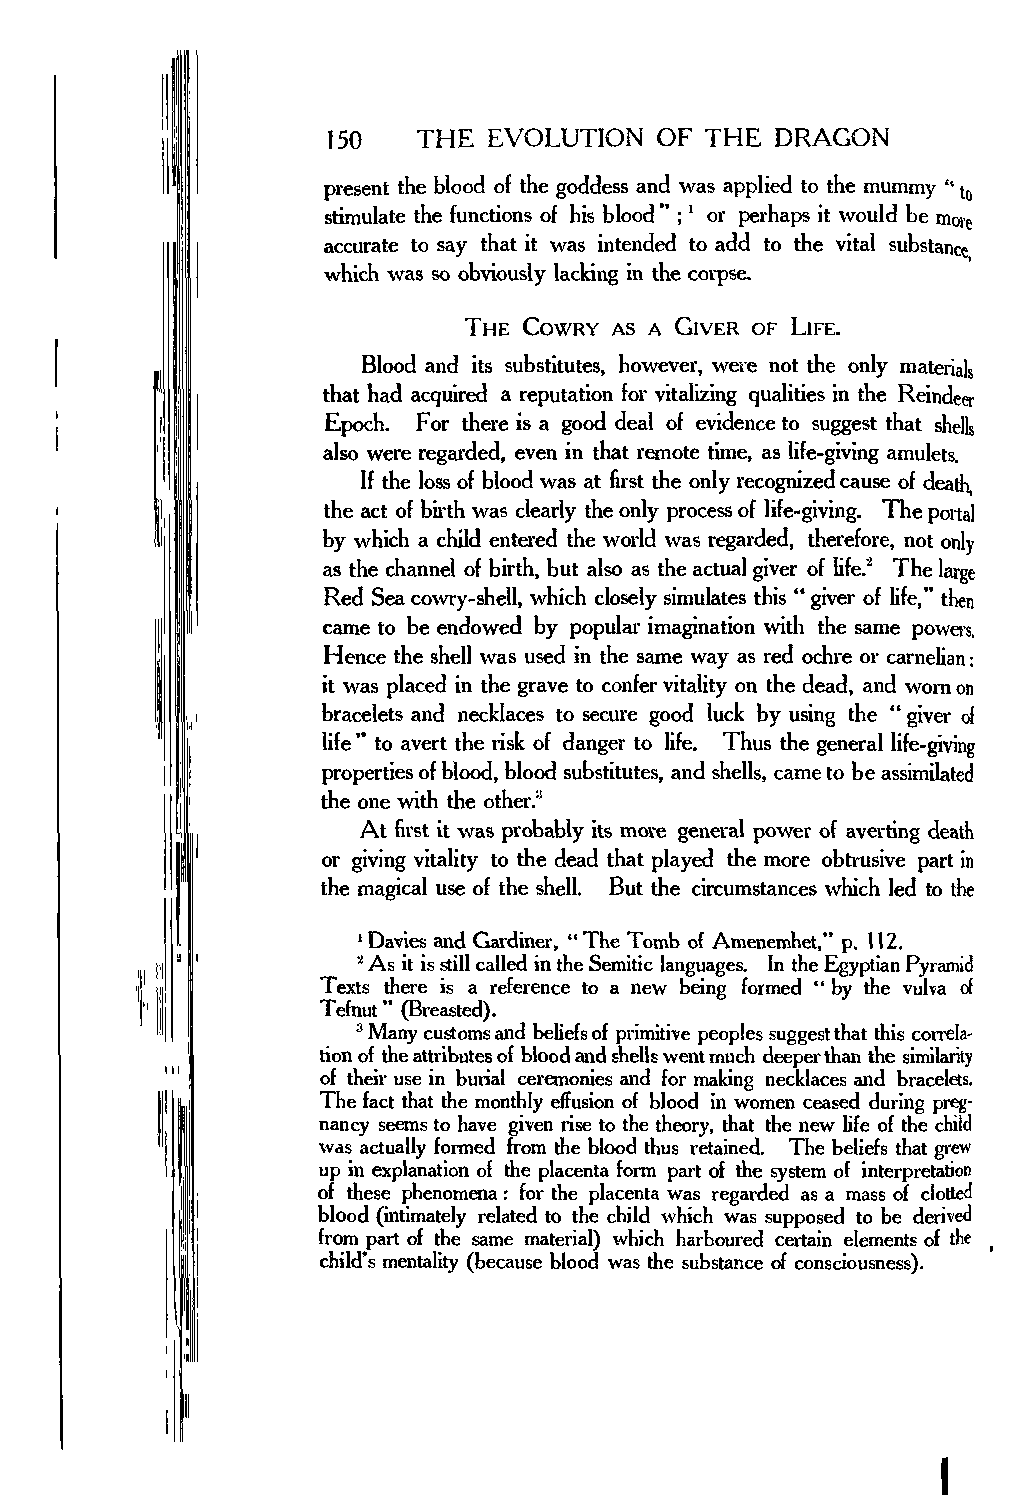 150 THE EVOLUTION OF THE DRAGON
present the blood of the goddess and was applied to the mummy “ to
stimulate the functions of his blood ” ; ¹ or perhaps it would be more
accurate to say that it was intended to add to the vital substance,
which was so obviously lacking in the corpse.
THE COWRY AS A GIVER OF LIFE.
Blood and its substitutes, however, were not the only materials
that had acquired a reputation for vitalizing qualities in the Reindeer
Epoch. For there is a good deal of evidence to suggest that shells
also were regarded, even in that remote time, as life-giving amulets.
If the loss of blood was at first the only recognized cause of death,
the act of birth was clearly the only process of life-giving. The portal
by which a child entered the world was regarded, therefore, not only
as the channel of birth, but also as the actual giver of life.² The large
Red Sea cowry-shell, which closely simulates this “ giver of life,” then
came to be endowed by popular imagination with the same powers.
Hence the shell was used in the same way as red ochre or carnelian :
it was placed in the grave to confer vitality on the dead, and worn on
bracelets and necklaces to secure good luck by using the “ giver of
life ” to avert the risk of danger to life. Thus the general life-giving
properties of blood, blood substitutes, and shells, came to be assimilated
the one with the other.³
At first it was probably its more general power of averting death
or giving vitality to the dead that played the more obtrusive part in
the magical use of the shell. But the circumstances which led to the
¹ Davies and Gardiner, “ The Tomb of Amenemhet,” p. 112.
² As it is still called in the Semitic languages. In the Egyptian Pyramid
Texts there is a reference to a new being formed “ by the vulva of
Tefnut ” (Breasted).
³ Many customs and beliefs of primitive peoples suggest that this correla-
tion of the attributes of blood and shells went much deeper than the similarity
of their use in burial ceremonies and for making necklaces and bracelets.
The fact that the monthly effusion of blood in women ceased during preg-
nancy seems to have given rise to the theory, that the new life of the child
was actually formed from the blood thus retained. The beliefs that grew
up in explanation of the placenta form part of the system of interpretation
of these phenomena : for the placenta was regarded as a mass of clotted
blood (intimately related to the child which was supposed to be derived
from part of the same material) which harboured certain elements of the
child’s mentality (because blood was the substance of consciousness).